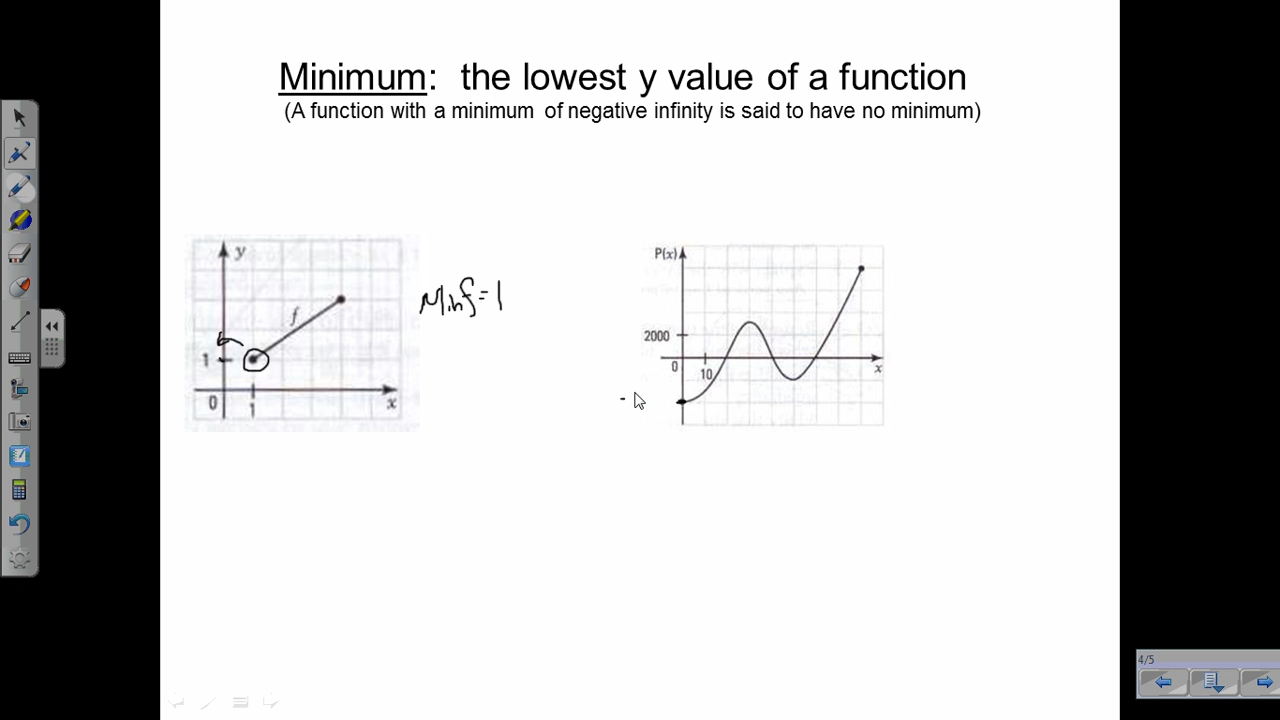 Minimum: the lowest y value of a function
(A function with a minimum of negative infinity is said to have no minimum)
y
f
1
0
1
x
Min f = 1
P(x)
2000
0
10
x
-
4/5